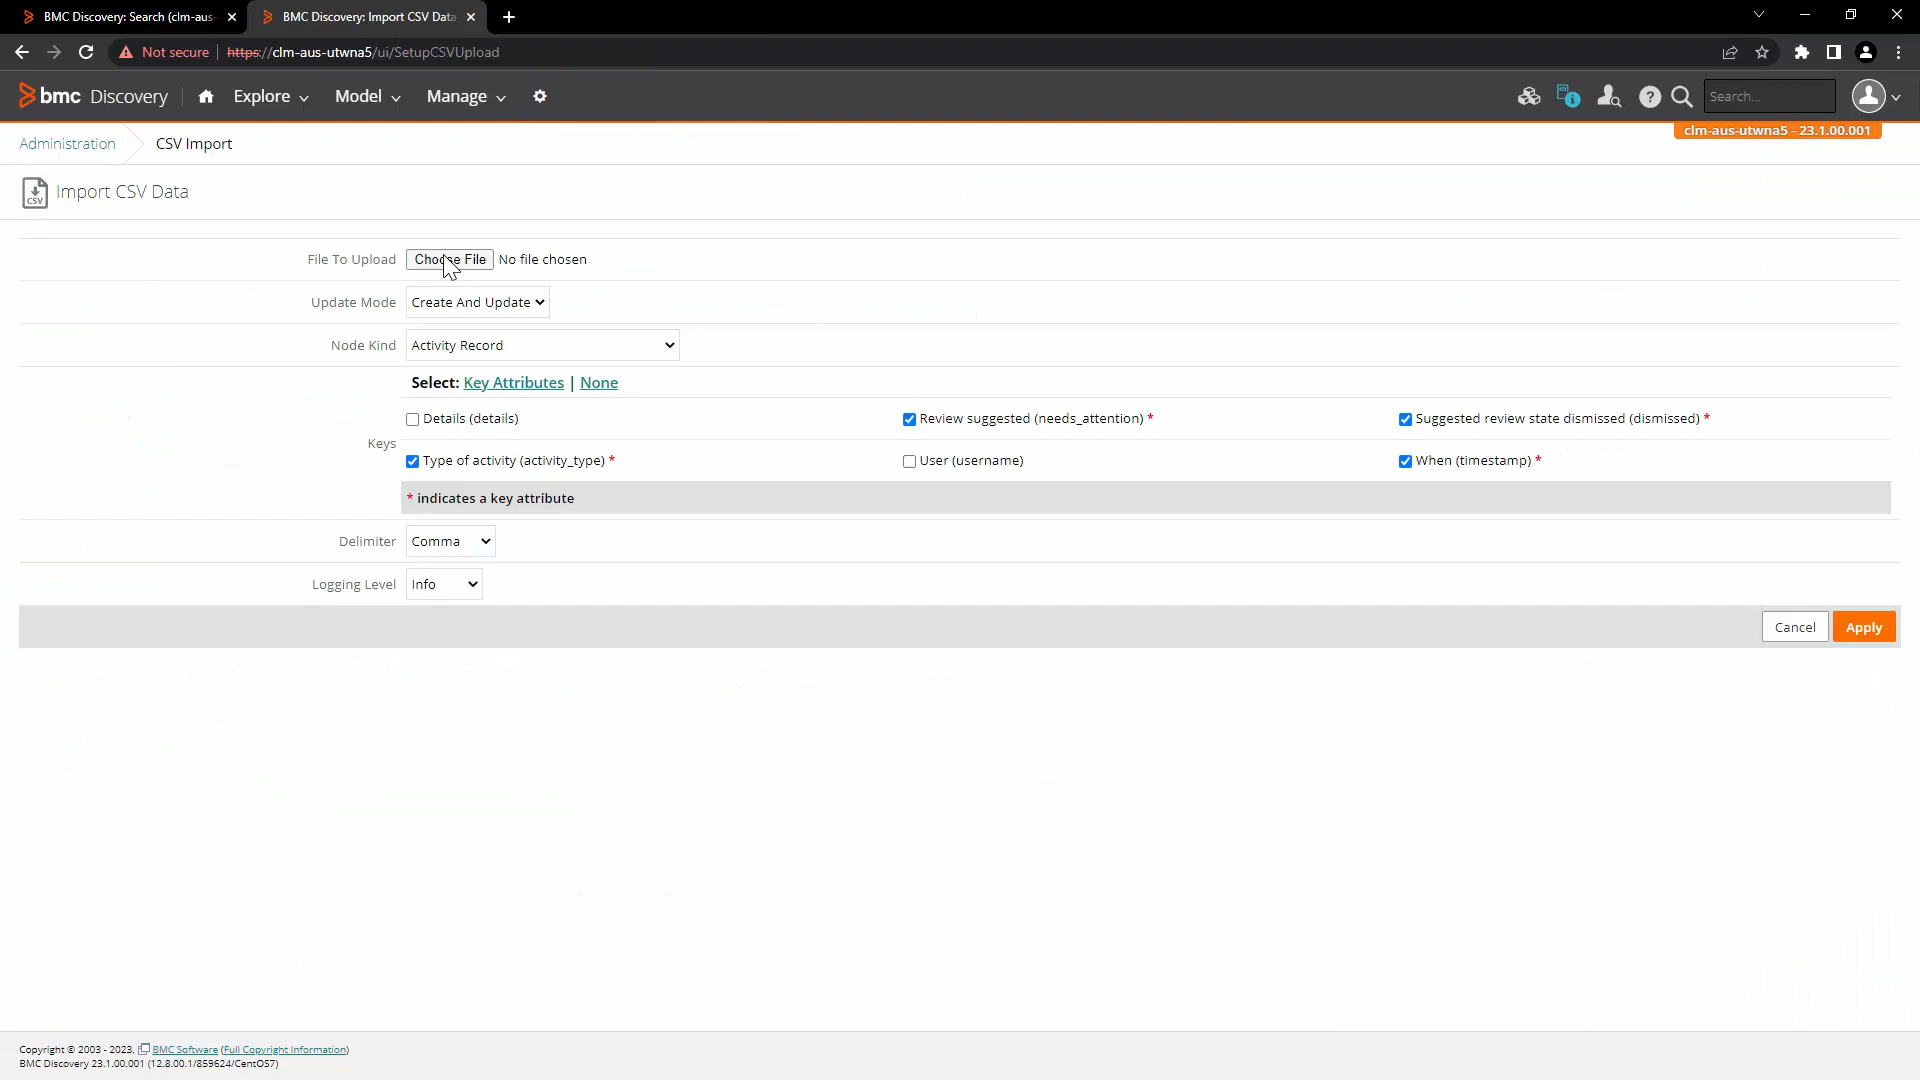 BMC Discovery: Search (clm-aus-
BMC Discovery: Import CSV Data
Not secure https://clm-aus-utwna5/ui/SetupCSVUpload
bmc Discovery Explore Model Manage Search...
Administration CSV Import clm-aus-utwna5 - 23.1.00.001
CSV Import CSV Data
File To Upload Choose File No file chosen
Update Mode Create And Update
Node Kind Activity Record
Select: Key Attributes | None
Details (details) Review suggested (needs_attention) * Suggested review state dismissed (dismissed) *
Keys
Type of activity (activity_type) * User (username) When (timestamp) *
* indicates a key attribute
Delimiter Comma
Logging Level Info
Cancel Apply
Copyright © 2003 - 2023, BMC Software (Full Copyright Information)
BMC Discovery 23.1.00.001 (12.8.00.1/859624/CentOS7)